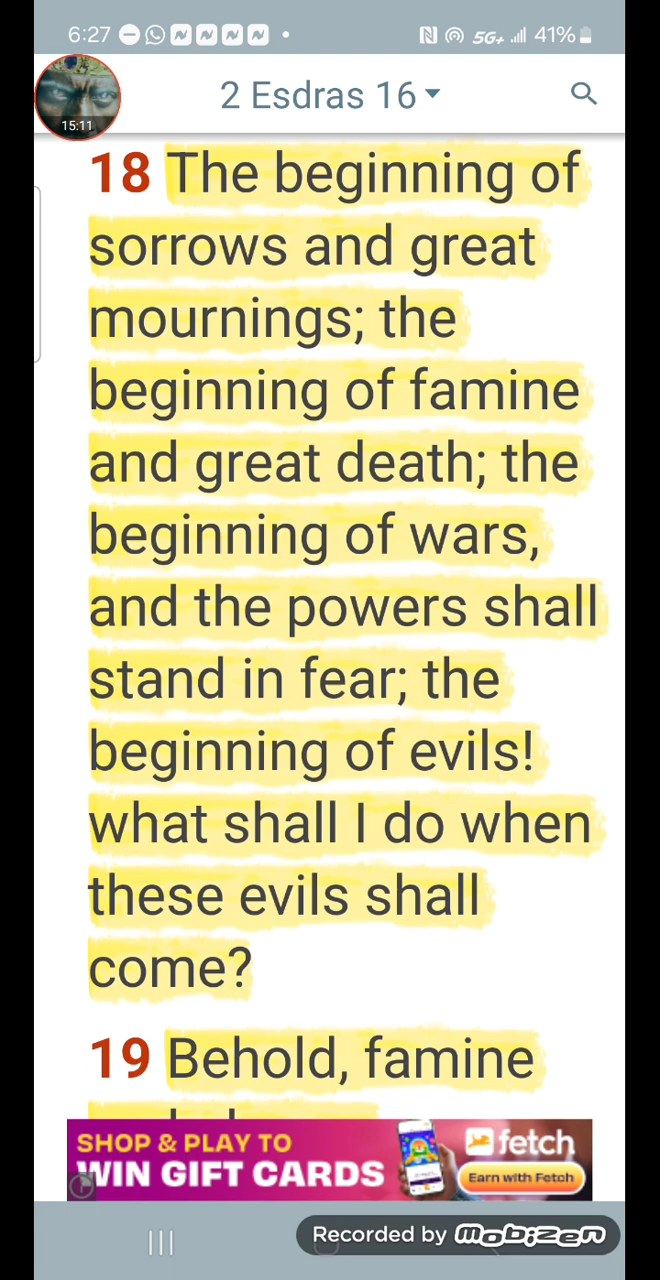 6:27 5G+ 41%
15:11
2 Esdras 16
18 The beginning of
sorrows and great
mournings; the
beginning of famine
and great death; the
beginning of wars,
and the powers shall
stand in fear; the
beginning of evils!
what shall I do when
these evils shall
come?
19 Behold, famine
SHOP & PLAY TO
WIN GIFT CARDS
fetch
Earn with Fetch
Recorded by mobizen